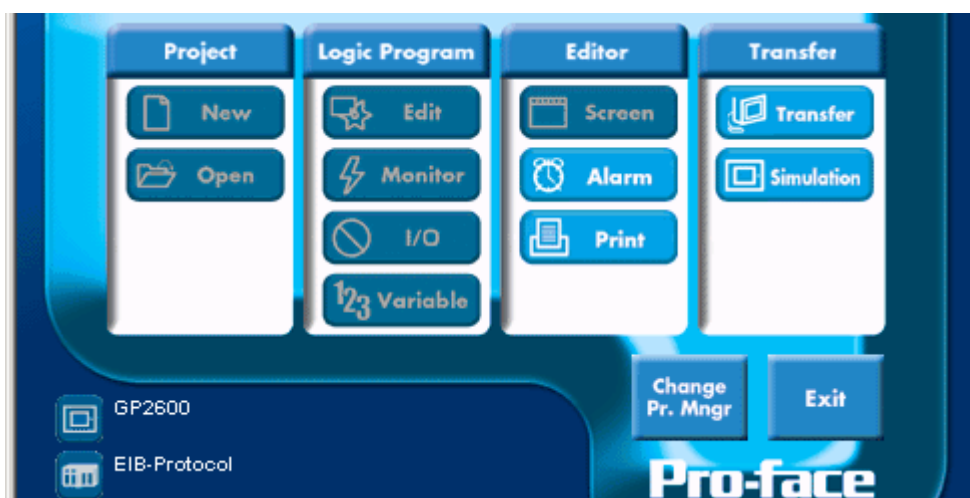 Project
Logic Program
Editor
Transfer
New
Edit
Screen
Transfer
Open
Monitor
Alarm
Simulation
I/O
Print
123 Variable
Change
Pr. Mngr
Exit
GP2600
EIB-Protocol
Pro-face